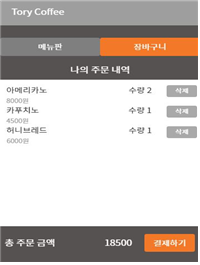 Tory Coffee
메뉴판 장바구니
나의 주문 내역
아메리카노 수량 2 삭제
8000원
카푸치노 수량 1 삭제
4500원
허니브레드 수량 1 삭제
6000원
총 주문 금액 18500 결제하기